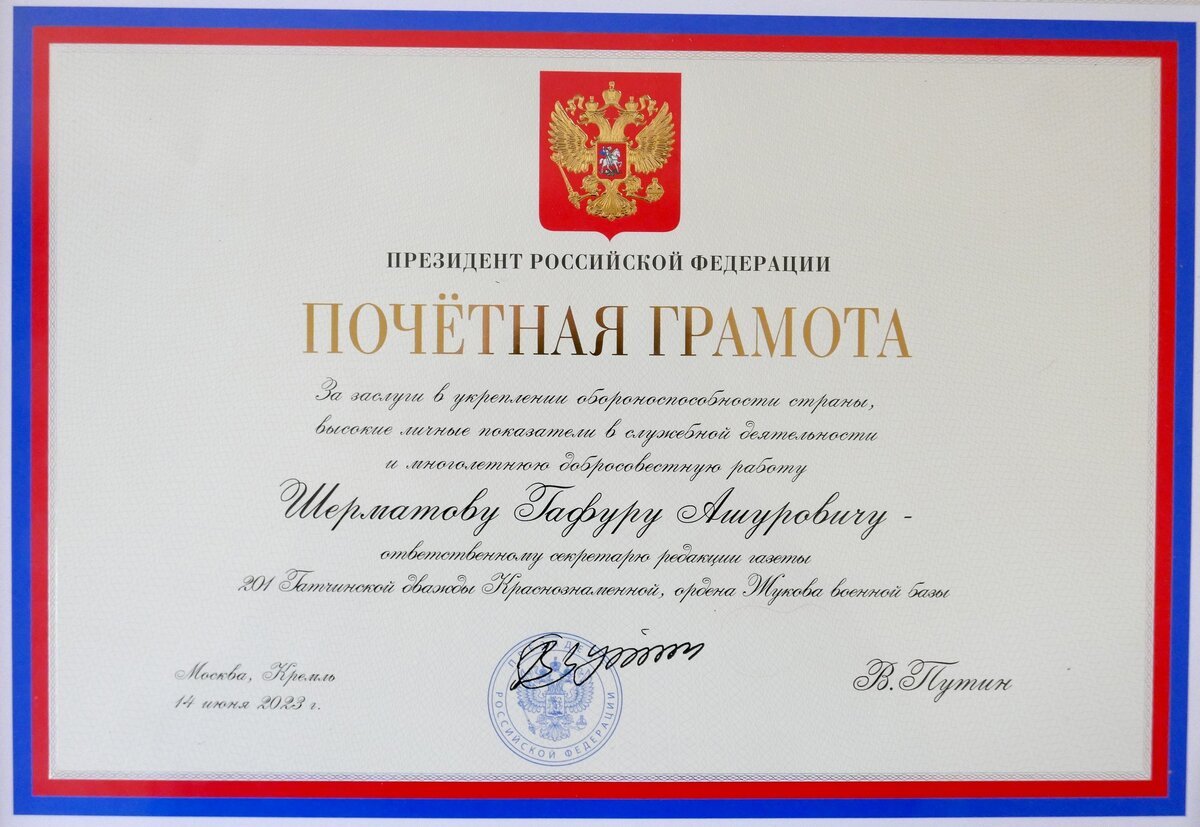 ПРЕЗИДЕНТ РОССИЙСКОЙ ФЕДЕРАЦИИ
ПОЧЁТНАЯ ГРАМОТА
За заслуги в укреплении обороноспособности страны,
высокие личные показатели в служебной деятельности
и многолетнюю добросовестную работу
Шерматову Гафуру Ашуровичу -
ответственному секретарю редакции газеты
201 Гатчинской дважды Краснознаменной, ордена Жукова военной базы
Москва, Кремль
14 июня 2023 г.
РОССИЙСКОЙ ФЕДЕРАЦИИ
В.Путин